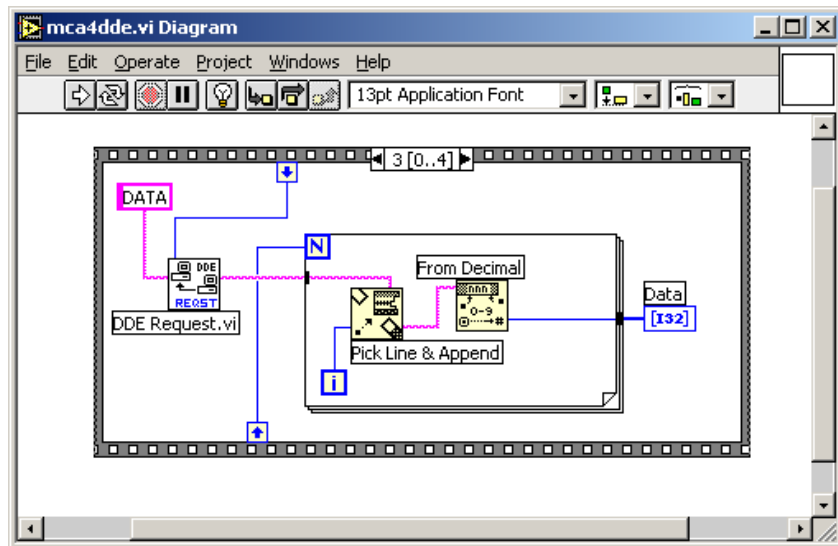 mca4dde.vi Diagram
File Edit Operate Project Windows Help
13pt Application Font
3 [0..4]
DATA
N
From Decimal
DDE
REQST
nnn
0-9
#
Data
[I32]
DDE Request.vi
Pick Line & Append
i